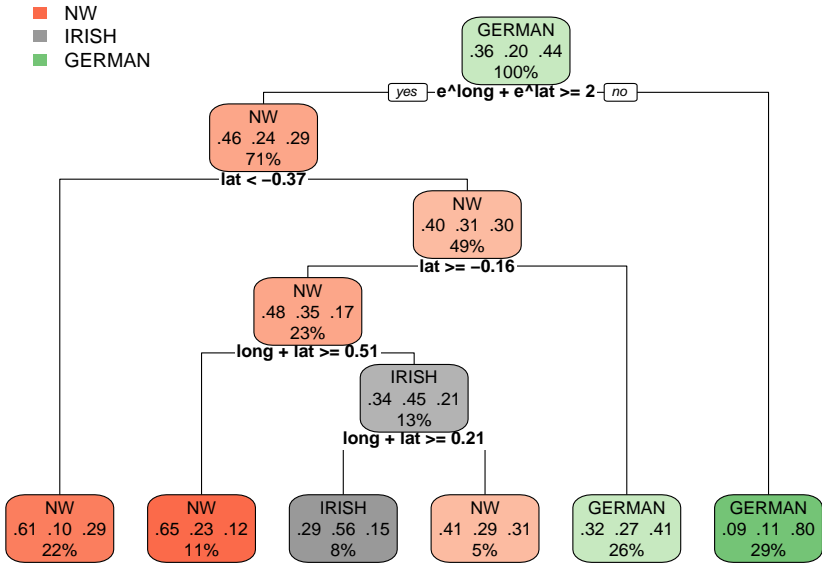 NW
IRISH
GERMAN
GERMAN
.36 .20 .44
100%
yes e^long + e^lat >= 2 no
NW
.46 .24 .29
71%
lat < −0.37
NW
.40 .31 .30
49%
lat >= −0.16
NW
.48 .35 .17
23%
long + lat >= 0.51
IRISH
.34 .45 .21
13%
long + lat >= 0.21
NW
.61 .10 .29
22%
NW
.65 .23 .12
11%
IRISH
.29 .56 .15
8%
NW
.41 .29 .31
5%
GERMAN
.32 .27 .41
26%
GERMAN
.09 .11 .80
29%